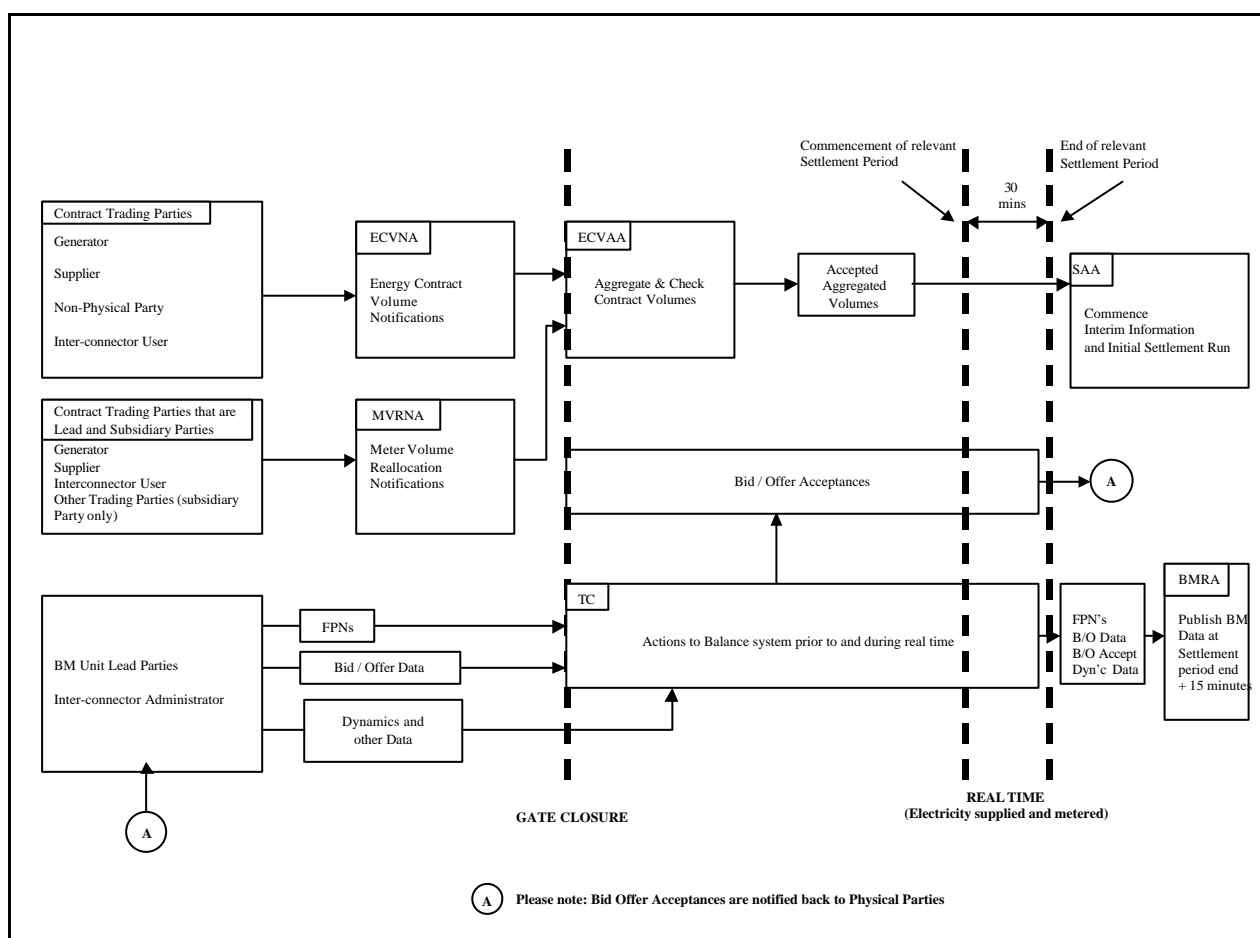 Commencement of relevant
Settlement Period
End of relevant
Settlement Period
30
mins
Contract Trading Parties
Generator
Supplier
Non-Physical Party
Inter-connector User
ECVNA
Energy Contract
Volume
Notifications
ECVAA
Aggregate & Check
Contract Volumes
Accepted
Aggregated
Volumes
SAA
Commence
Interim Information
and Initial Settlement Run
Contract Trading Parties that are
Lead and Subsidiary Parties
Generator
Supplier
Interconnector User
Other Trading Parties (subsidiary
Party only)
MVRNA
Meter Volume
Reallocation
Notifications
Bid / Offer Acceptances
A
BM Unit Lead Parties
Inter-connector Administrator
FPNs
Bid / Offer Data
Dynamics and
other Data
TC
Actions to Balance system prior to and during real time
FPN's
B/O Data
B/O Accept
Dyn'c Data
BMRA
Publish BM
Data at
Settlement
period end
+ 15 minutes
A
GATE CLOSURE
REAL TIME
(Electricity supplied and metered)
A Please note: Bid Offer Acceptances are notified back to Physical Parties